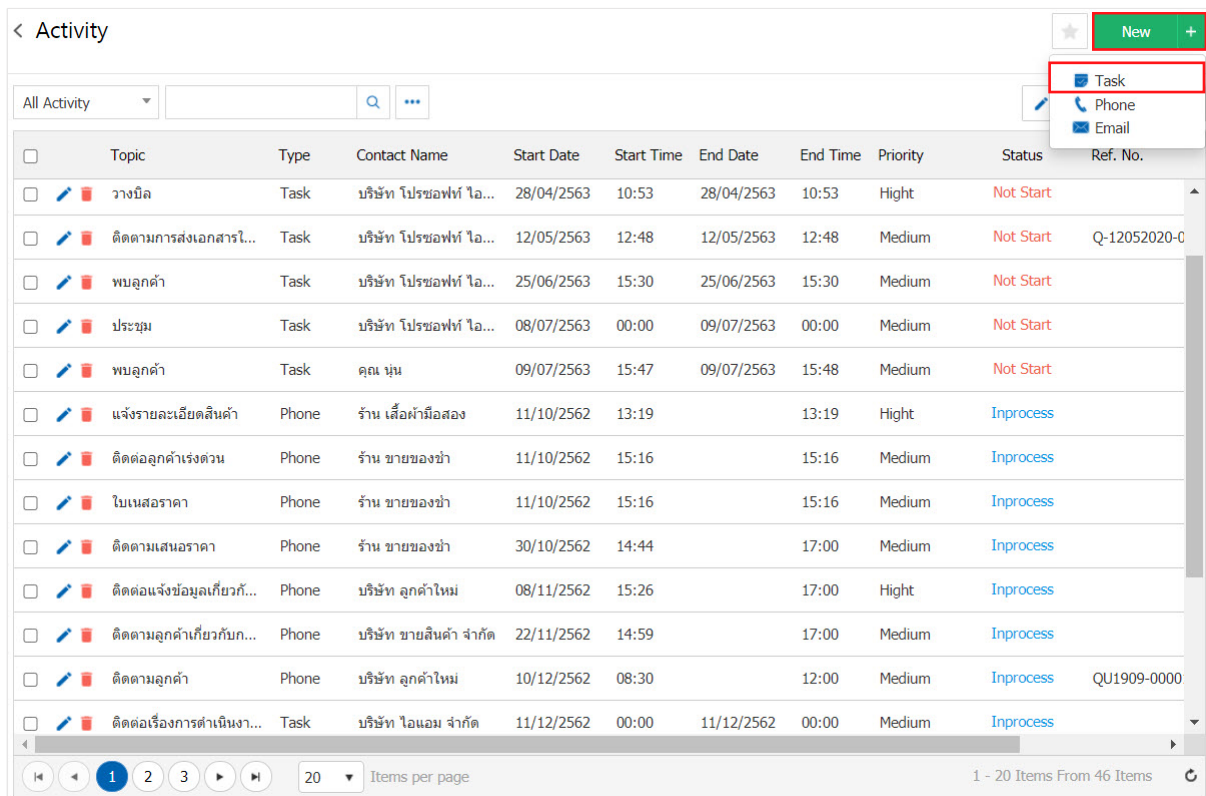 Activity
New +
Task
Phone
Email
All Activity
Topic Type Contact Name Start Date Start Time End Date End Time Priority Status Ref. No.
วางบิล Task บริษัท โปรซอฟท์ ไอ... 28/04/2563 10:53 28/04/2563 10:53 Hight Not Start
ติดตามการส่งเอกสารใ... Task บริษัท โปรซอฟท์ ไอ... 12/05/2563 12:48 12/05/2563 12:48 Medium Not Start Q-12052020-0
พบลูกค้า Task บริษัท โปรซอฟท์ ไอ... 25/06/2563 15:30 25/06/2563 15:30 Medium Not Start
ประชุม Task บริษัท โปรซอฟท์ ไอ... 08/07/2563 00:00 09/07/2563 00:00 Medium Not Start
พบลูกค้า Task คุณ นุ่น 09/07/2563 15:47 09/07/2563 15:48 Medium Not Start
แจ้งรายละเอียดสินค้า Phone ร้าน เสื้อผ้ามือสอง 11/10/2562 13:19 13:19 Hight Inprocess
ติดต่อลูกค้าเร่งด่วน Phone ร้าน ขายของชำ 11/10/2562 15:16 15:16 Medium Inprocess
ใบเนสอราคา Phone ร้าน ขายของชำ 11/10/2562 15:16 15:16 Medium Inprocess
ติดตามเสนอราคา Phone ร้าน ขายของชำ 30/10/2562 14:44 17:00 Medium Inprocess
ติดต่อแจ้งข้อมูลเกี่ยวกั... Phone บริษัท ลูกค้าใหม่ 08/11/2562 15:26 17:00 Hight Inprocess
ติดตามลูกค้าเกี่ยวกับก... Phone บริษัท ขายสินค้า จำกัด 22/11/2562 14:59 17:00 Medium Inprocess
ติดตามลูกค้า Phone บริษัท ลูกค้าใหม่ 10/12/2562 08:30 12:00 Medium Inprocess QU1909-0000
ติดต่อเรื่องการดำเนินงา... Task บริษัท ไอแอม จำกัด 11/12/2562 00:00 11/12/2562 00:00 Medium Inprocess
1 2 3 20 Items per page 1 - 20 Items From 46 Items